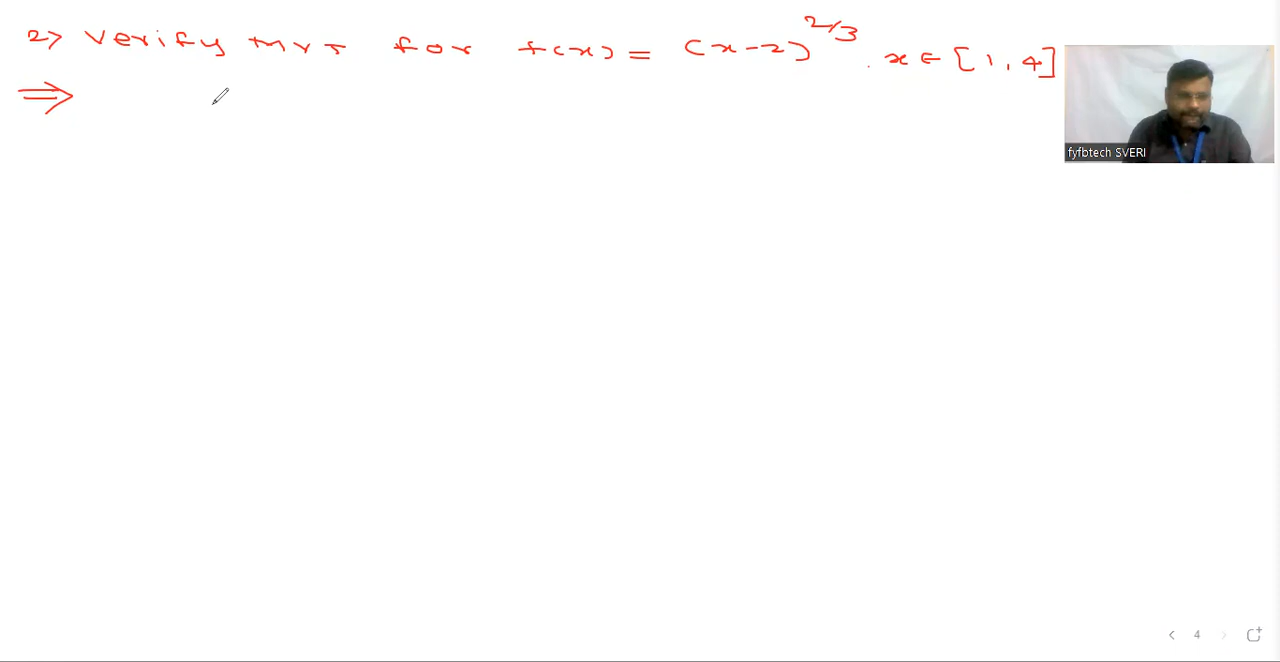 2> Verify MVT for f(x) = (x-2)^{2/3} . x ∈ [1, 4]
⇒
fyfbtech SVERI
< 4 >